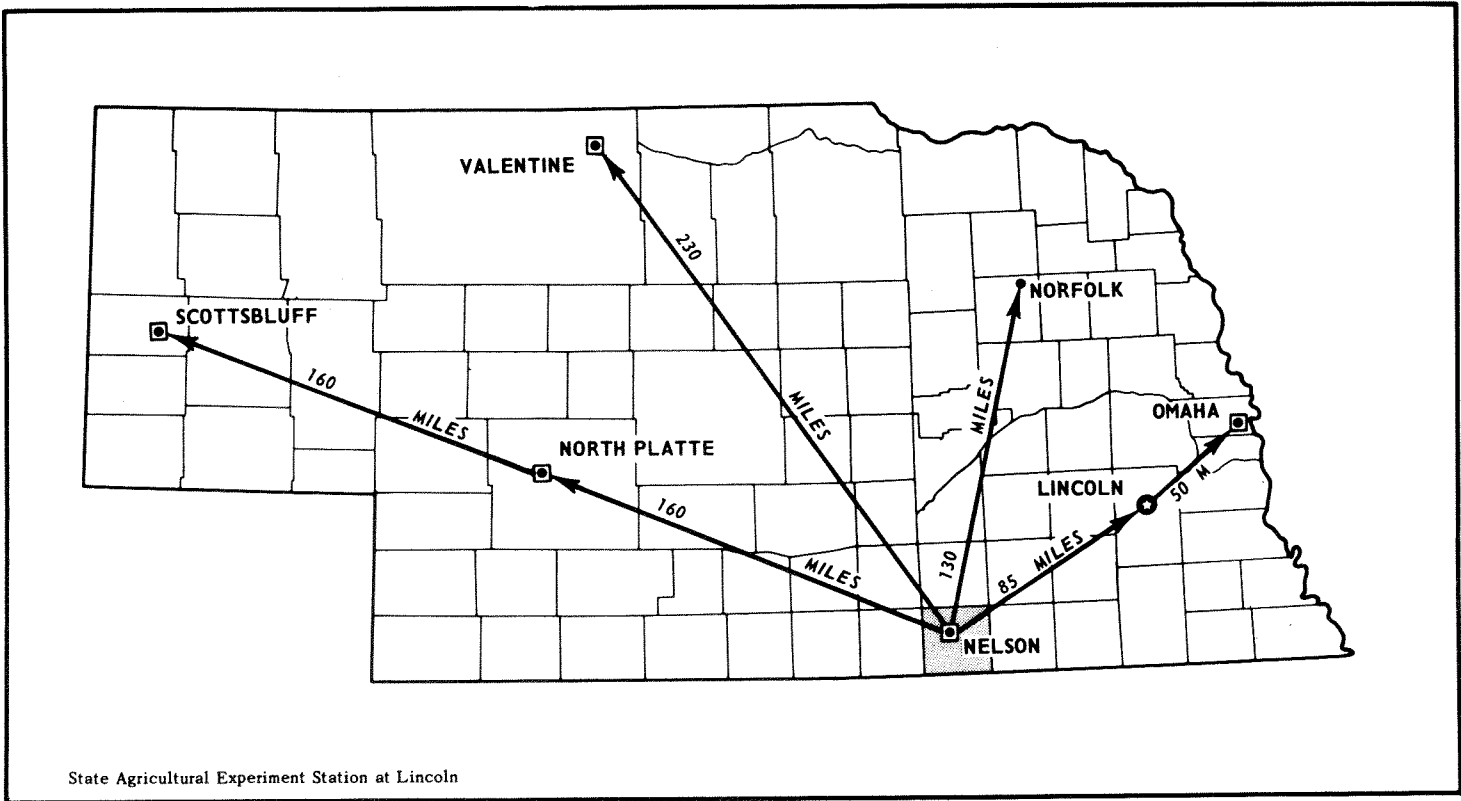 VALENTINE
230
MILES
NORFOLK
SCOTTSBLUFF
160
MILES
NORTH PLATTE
160
MILES
MILES
130
OMAHA
LINCOLN
50 M
85 MILES
NELSON
State Agricultural Experiment Station at Lincoln